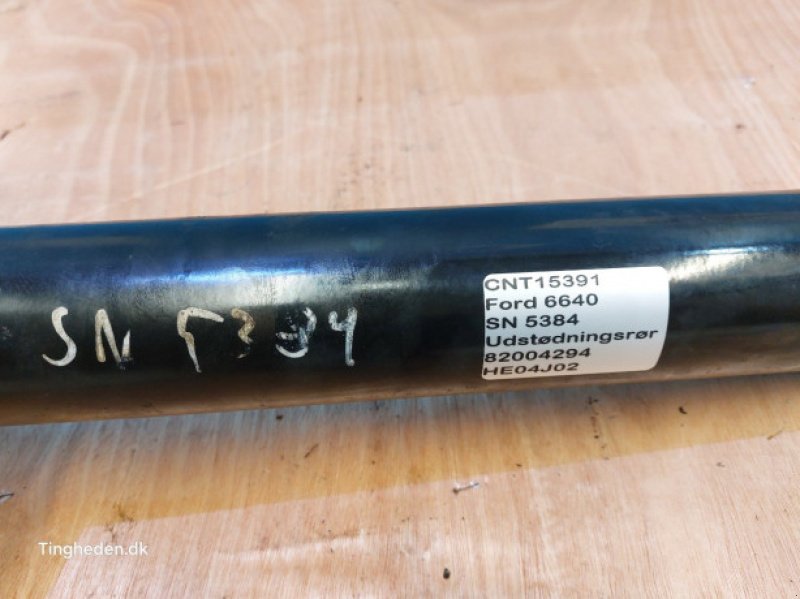 SN 5384
CNT15391
Ford 6640
SN 5384
Udstødningsrør
82004294
HE04J02
Tingheden.dk